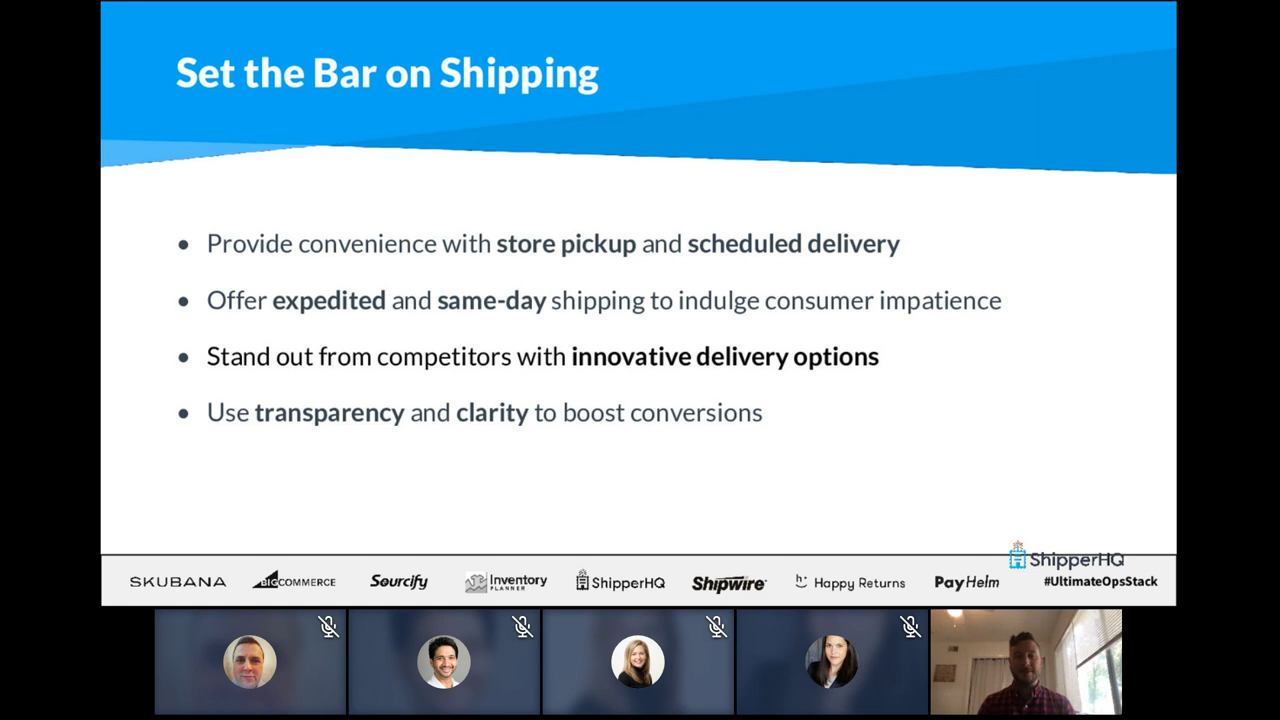 Set the Bar on Shipping
Provide convenience with store pickup and scheduled delivery
Offer expedited and same-day shipping to indulge consumer impatience
Stand out from competitors with innovative delivery options
Use transparency and clarity to boost conversions
ShipperHQ
SKUBANA BIGCOMMERCE Sourcify Inventory PLANNER ShipperHQ Shipwire h: Happy Returns PayHelm #UltimateOpsStack